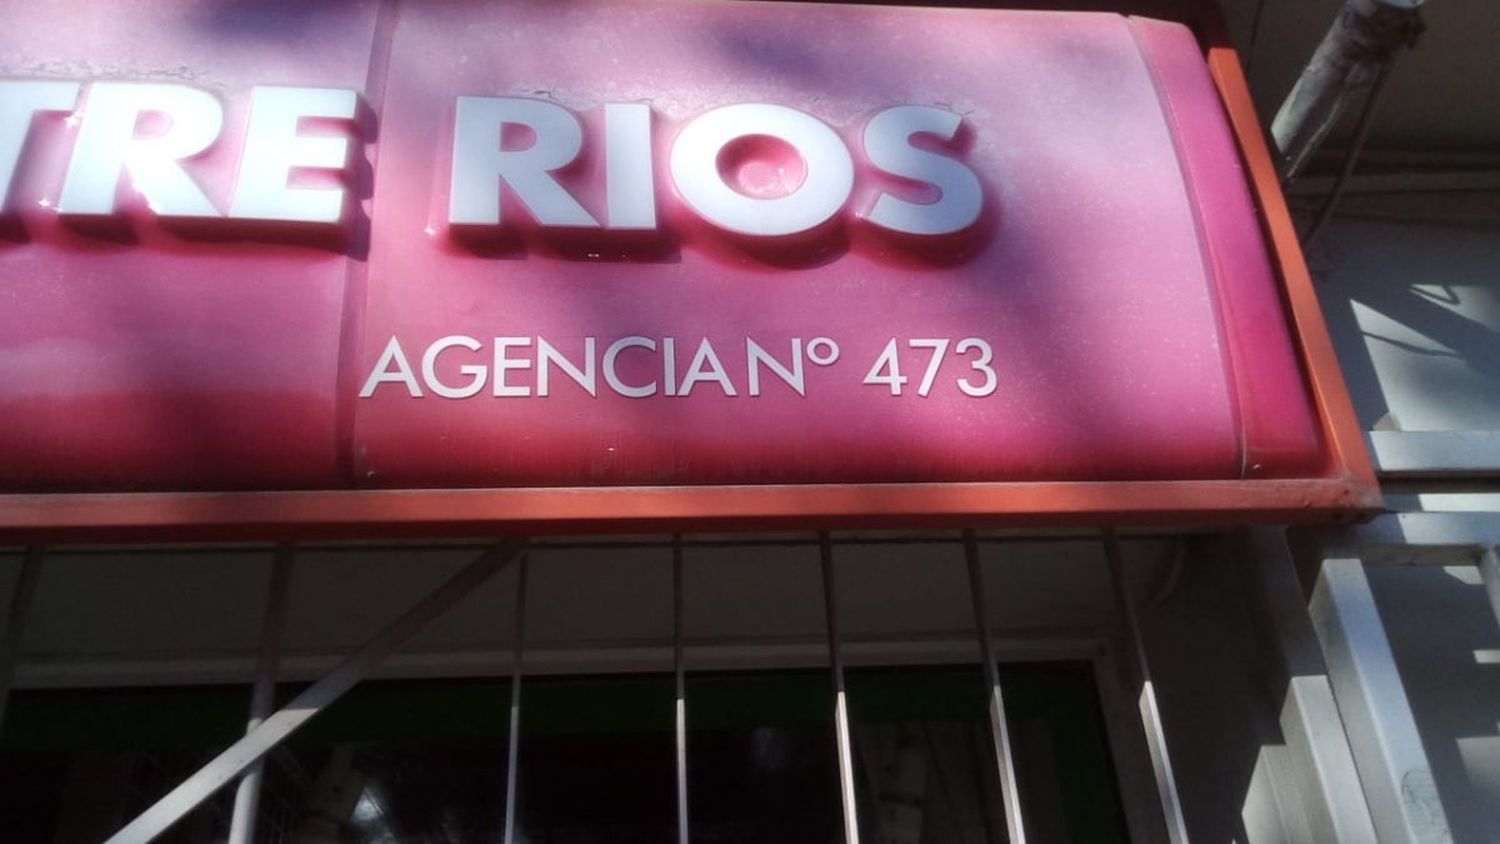 TRE RIOS
AGENCIA Nº 473